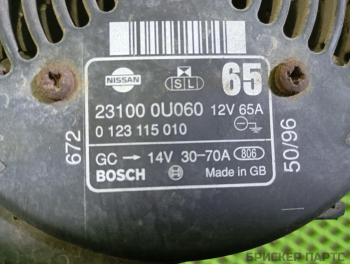 NISSAN
S L
65
23100 0U060 12V 65A
0 123 115 010
GC → 14V 30-70A 806
BOSCH Made in GB
672
50/96
БРИСКЕР ПАРТС